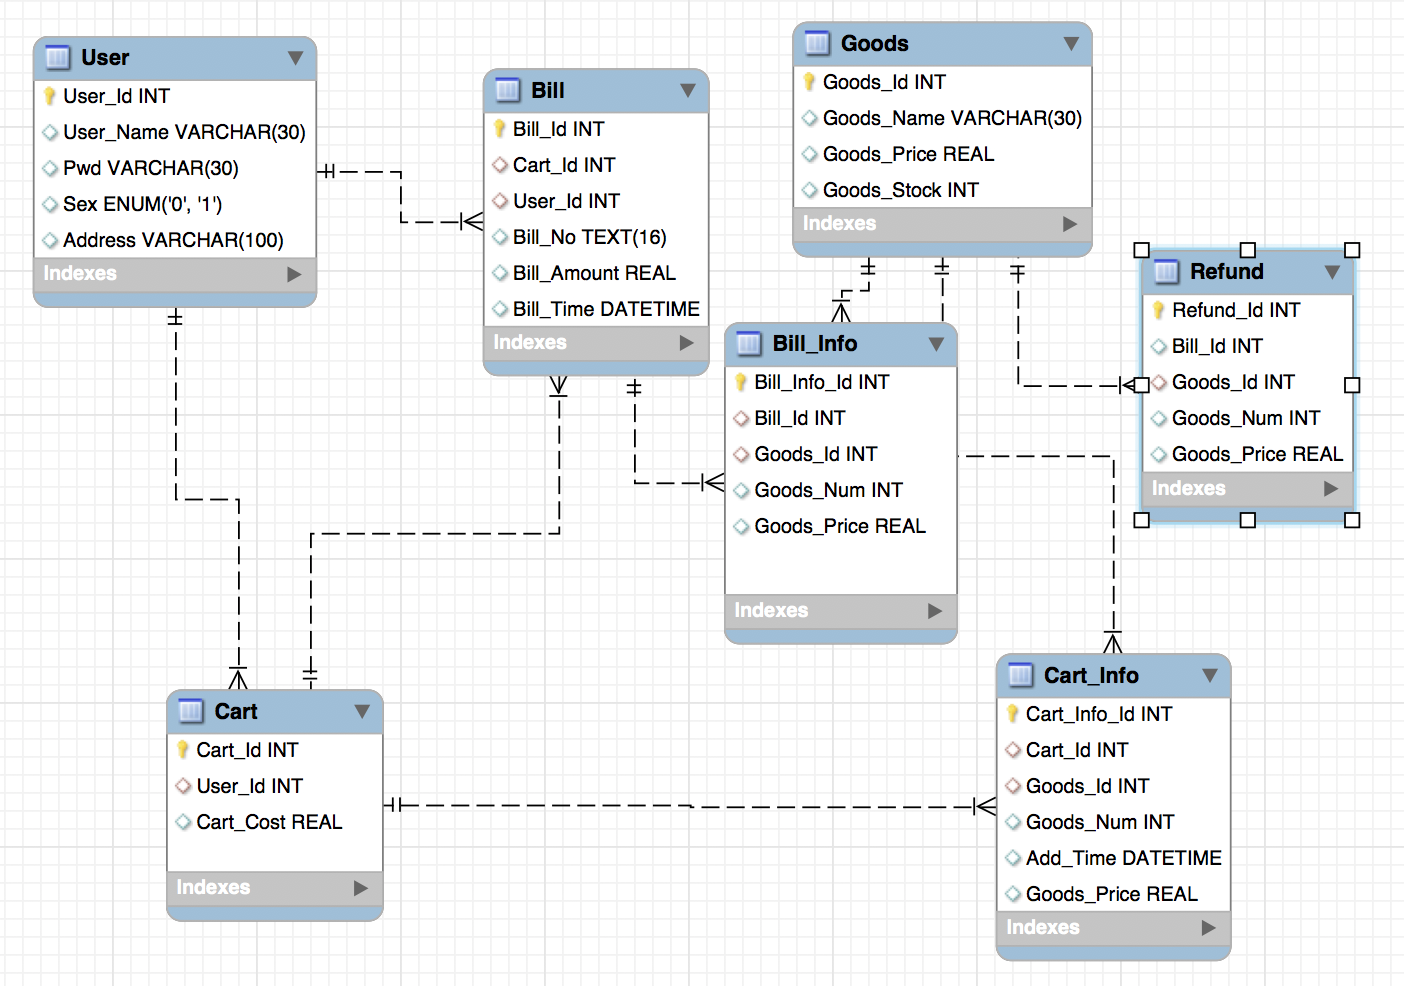 User
User_Id INT
User_Name VARCHAR(30)
Pwd VARCHAR(30)
Sex ENUM('0', '1')
Address VARCHAR(100)
Indexes
Bill
Bill_Id INT
Cart_Id INT
User_Id INT
Bill_No TEXT(16)
Bill_Amount REAL
Bill_Time DATETIME
Indexes
Goods
Goods_Id INT
Goods_Name VARCHAR(30)
Goods_Price REAL
Goods_Stock INT
Indexes
Refund
Refund_Id INT
Bill_Id INT
Goods_Id INT
Goods_Num INT
Goods_Price REAL
Indexes
Bill_Info
Bill_Info_Id INT
Bill_Id INT
Goods_Id INT
Goods_Num INT
Goods_Price REAL
Indexes
Cart
Cart_Id INT
User_Id INT
Cart_Cost REAL
Indexes
Cart_Info
Cart_Info_Id INT
Cart_Id INT
Goods_Id INT
Goods_Num INT
Add_Time DATETIME
Goods_Price REAL
Indexes